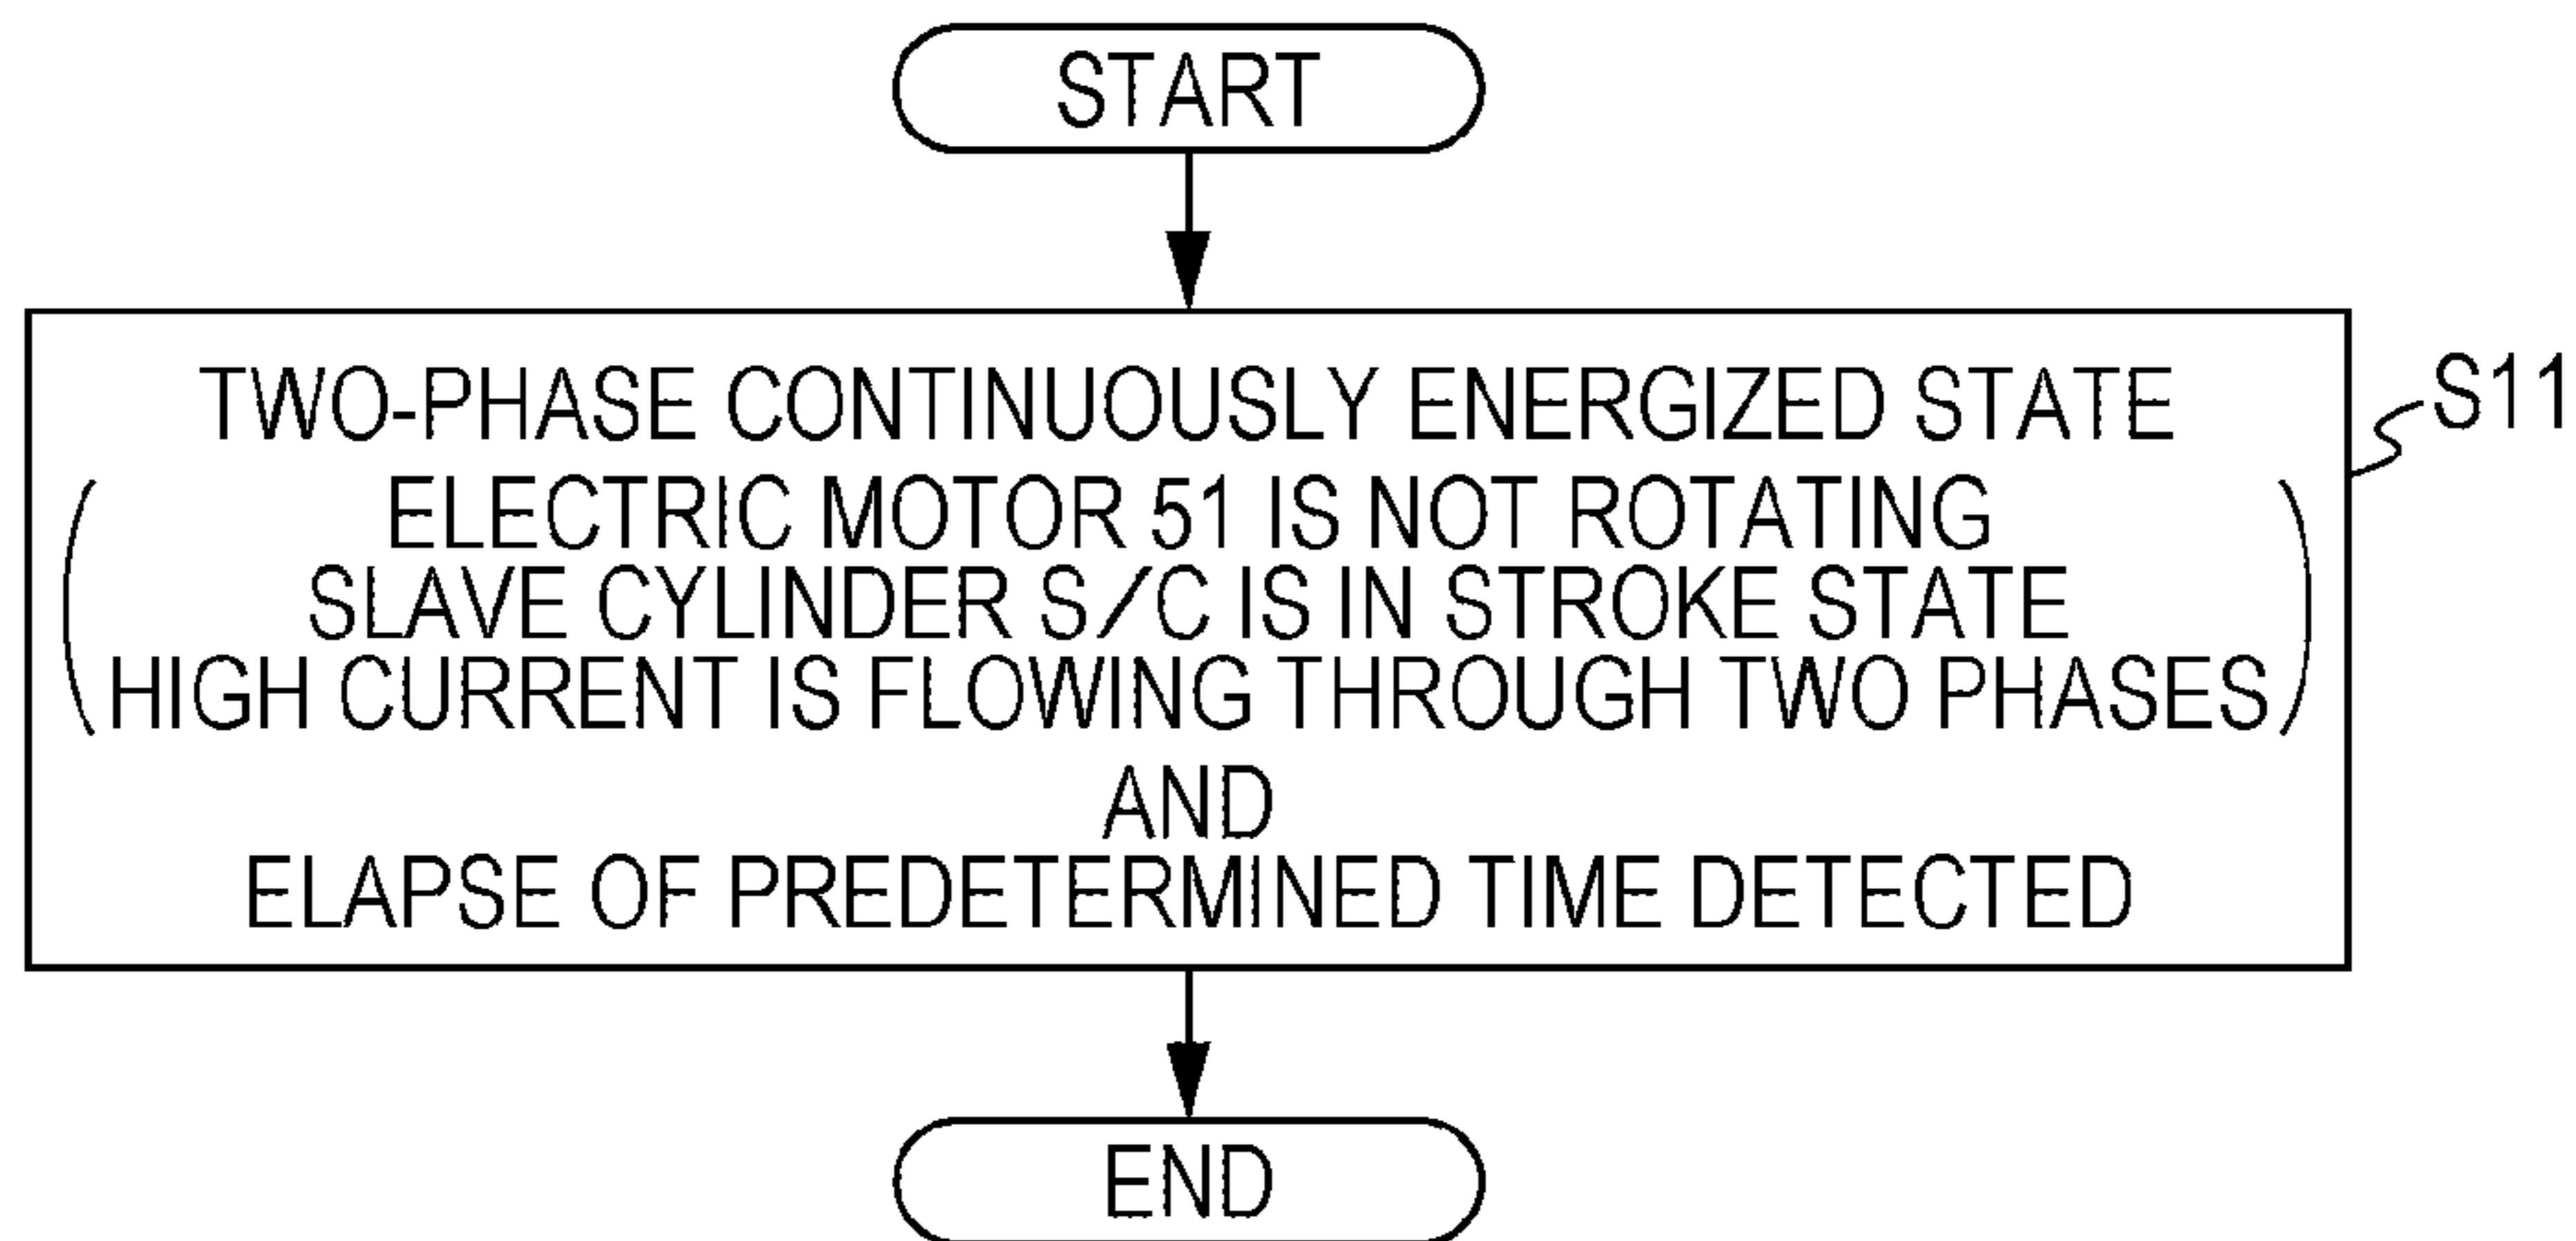 START
TWO-PHASE CONTINUOUSLY ENERGIZED STATE
S11
ELECTRIC MOTOR 51 IS NOT ROTATING
SLAVE CYLINDER S/C IS IN STROKE STATE
HIGH CURRENT IS FLOWING THROUGH TWO PHASES
AND
ELAPSE OF PREDETERMINED TIME DETECTED
END